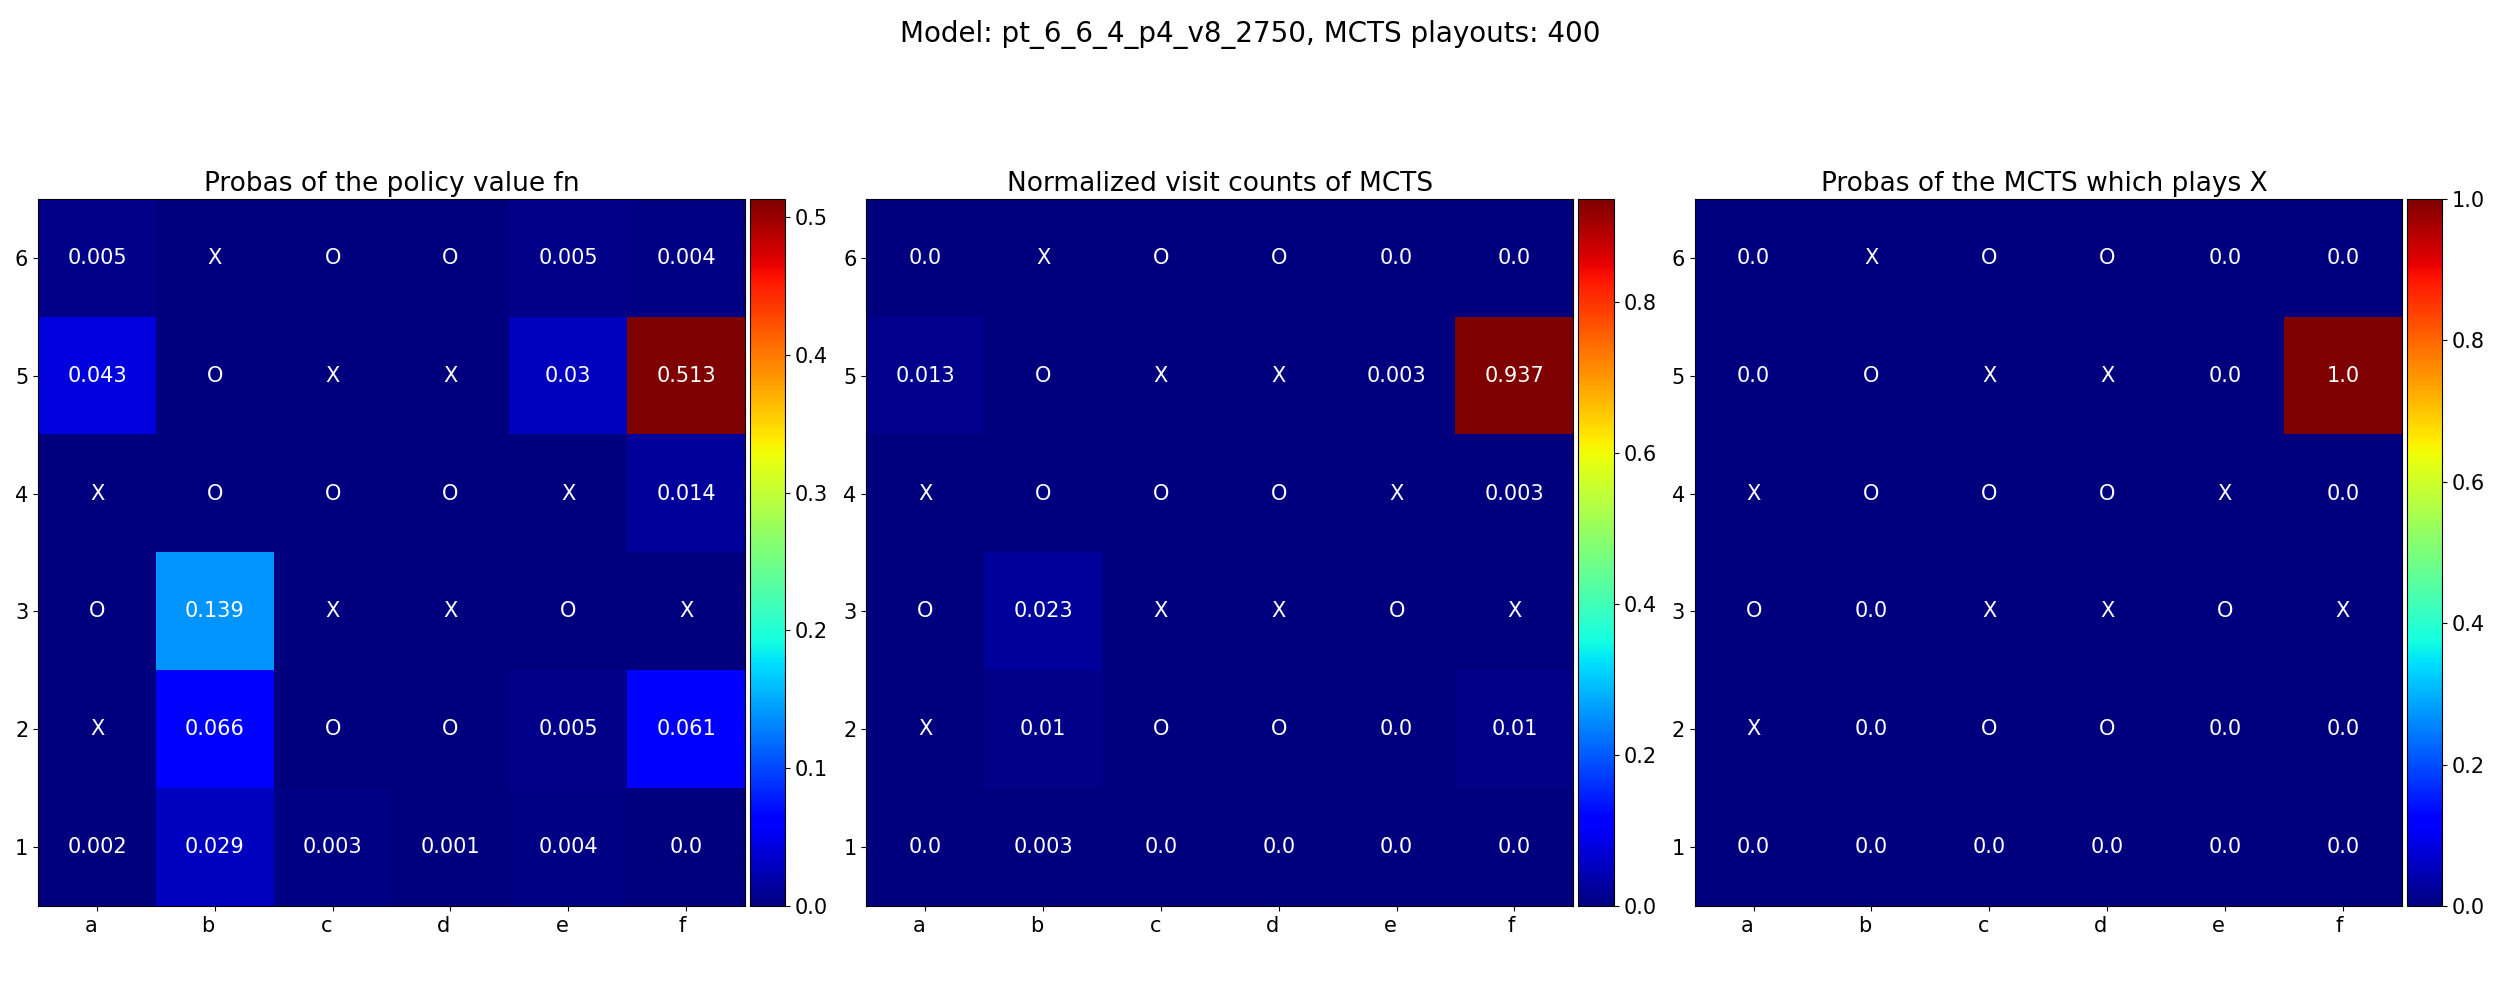 Model: pt_6_6_4_p4_v8_2750, MCTS playouts: 400
Probas of the policy value fn
6 0.005 X O O 0.005 0.004
5 0.043 O X X 0.03 0.513
4 X O O O X 0.014
3 O 0.139 X X O X
2 X 0.066 O O 0.005 0.061
1 0.002 0.029 0.003 0.001 0.004 0.0
a b c d e f
0.5
0.4
0.3
0.2
0.1
0.0
Normalized visit counts of MCTS
6 0.0 X O O 0.0 0.0
5 0.013 O X X 0.003 0.937
4 X O O O X 0.003
3 O 0.023 X X O X
2 X 0.01 O O 0.0 0.01
1 0.0 0.003 0.0 0.0 0.0 0.0
a b c d e f
0.8
0.6
0.4
0.2
0.0
Probas of the MCTS which plays X
6 0.0 X O O 0.0 0.0
5 0.0 O X X 0.0 1.0
4 X O O O X 0.0
3 O 0.0 X X O X
2 X 0.0 O O 0.0 0.0
1 0.0 0.0 0.0 0.0 0.0 0.0
a b c d e f
1.0
0.8
0.6
0.4
0.2
0.0